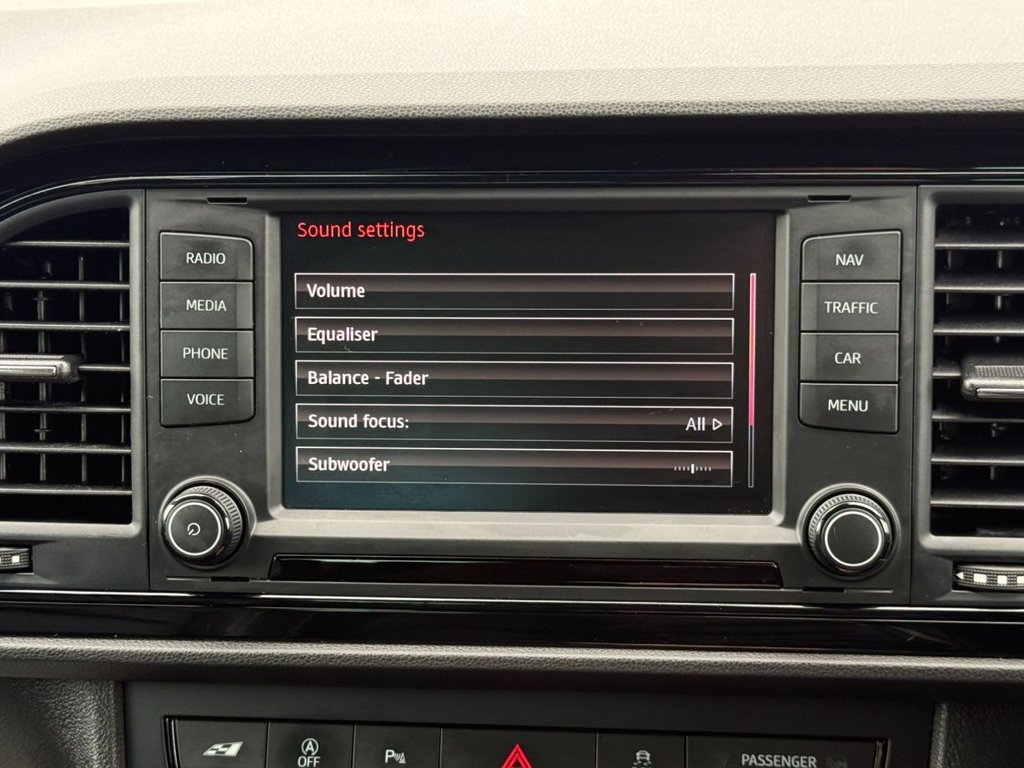 Sound settings
RADIO
NAV
Volume
MEDIA
TRAFFIC
Equaliser
PHONE
CAR
Balance - Fader
VOICE
MENU
Sound focus: All
Subwoofer
A
OFF
P
PASSENGER